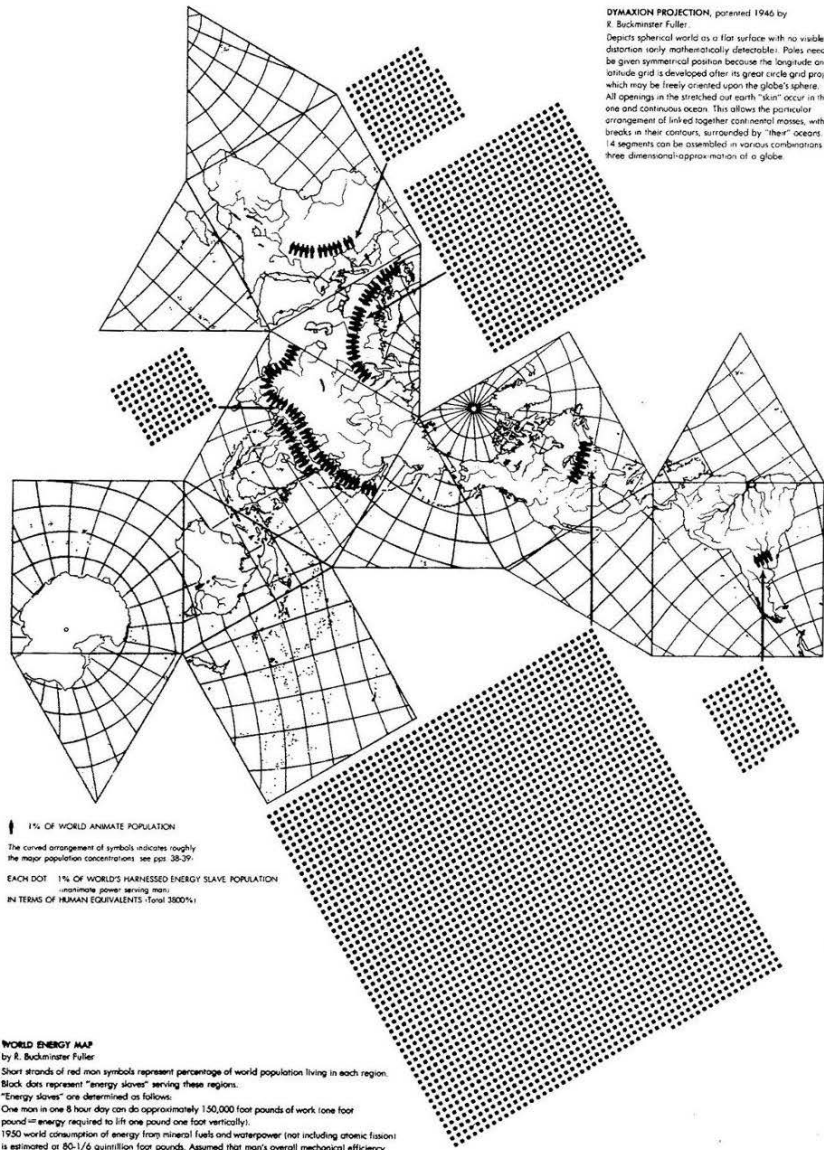 DYMAXION PROJECTION, patented 1946 by
R. Buckminster Fuller.
Depicts spherical world as a flat surface with no visible
distortion (only mathematically detectable). Poles need
be given symmetrical position because the longitude an
latitude grid is developed after its great circle grid proj
which may be freely oriented upon the globe's sphere.
All openings in the stretched out earth "skin" occur in th
one and continuous ocean. This allows the particular
arrangement of linked together continental masses, with
breaks in their contours, surrounded by "their" oceans.
14 segments can be assembled in various combinations
three dimensional-approximation of a globe.
1% OF WORLD ANIMATE POPULATION
The curved arrangement of symbols indicates roughly
the major population concentrations see pps. 38-39.
EACH DOT 1% OF WORLD'S HARNESSED ENERGY SLAVE POPULATION
(inanimate power serving man)
IN TERMS OF HUMAN EQUIVALENTS (Total 3800%)
WORLD ENERGY MAP
by R. Buckminster Fuller
Short strands of red man symbols represent percentage of world population living in each region.
Black dots represent "energy slaves" serving these regions.
"Energy slaves" are determined as follows:
One man in one 8 hour day can do approximately 150,000 foot pounds of work (one foot
pound = energy required to lift one pound one foot vertically).
1950 world consumption of energy from mineral fuels and waterpower (not including atomic fission)
is estimated at 80-1/6 quintillion foot pounds. Assumed that man's overall mechanical efficiency